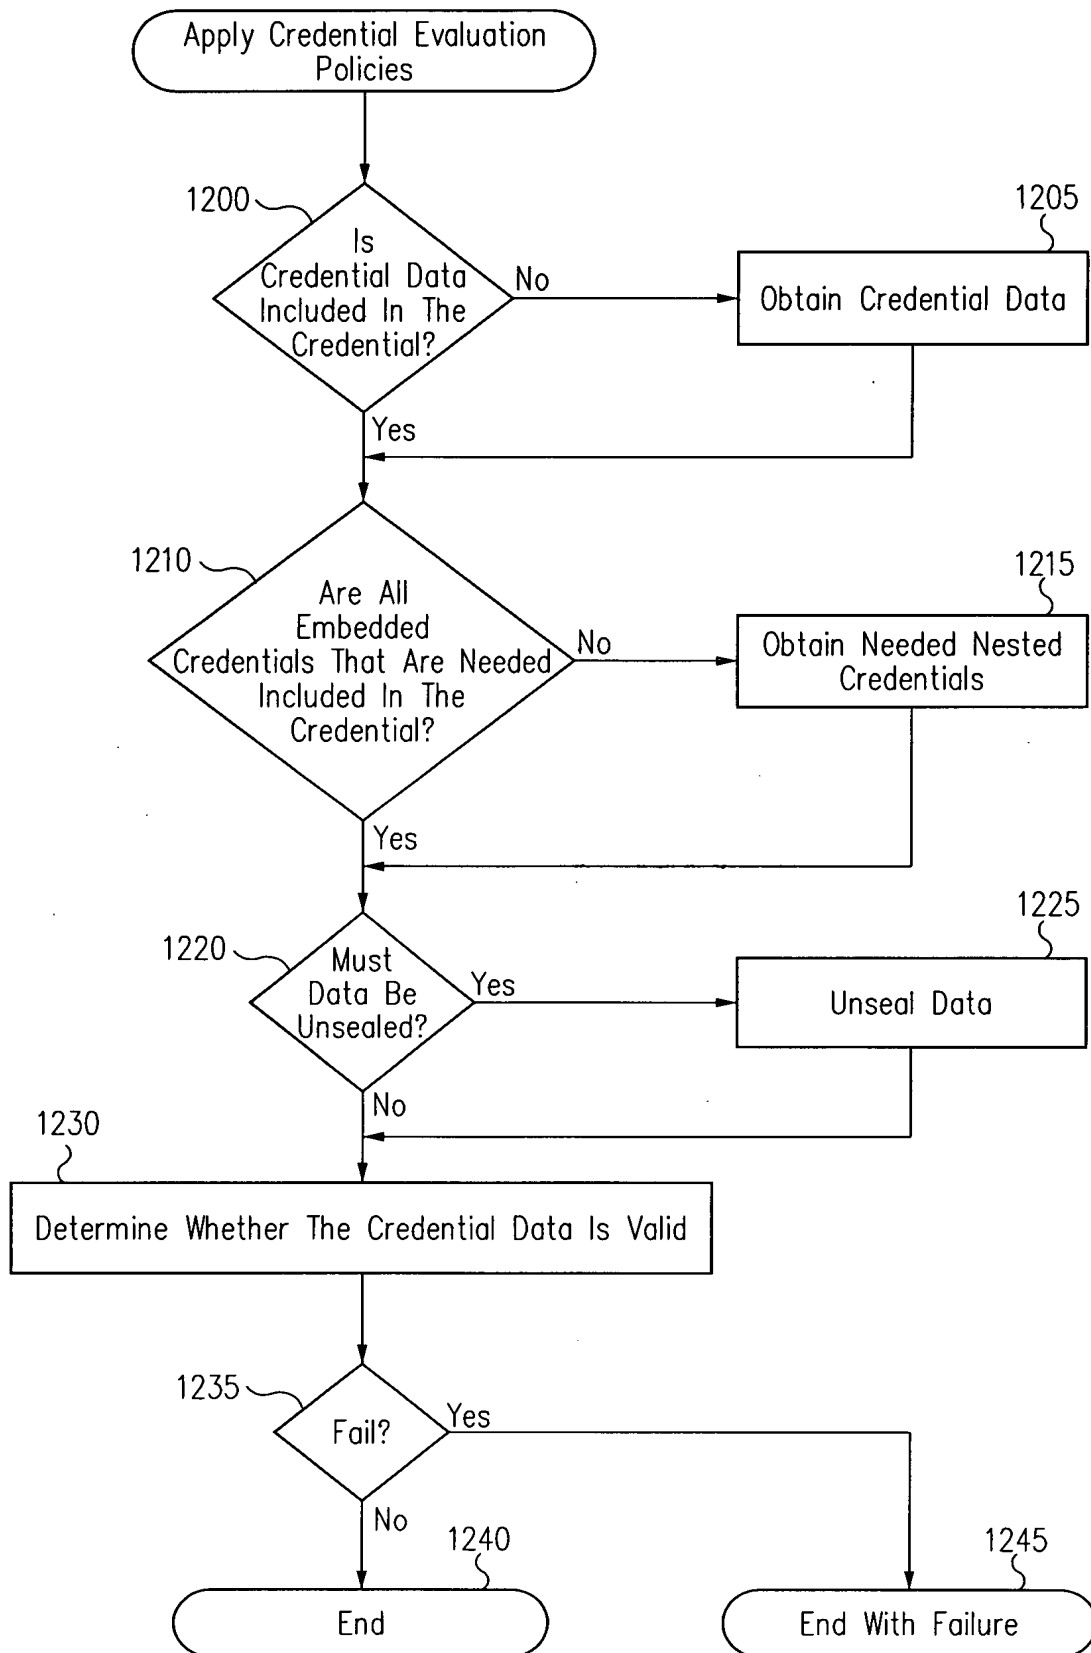 Apply Credential Evaluation
Policies
1200
Is
Credential Data
Included In The
Credential?
No
1205
Obtain Credential Data
Yes
1210
Are All
Embedded
Credentials That Are Needed
Included In The
Credential?
No
1215
Obtain Needed Nested
Credentials
Yes
1220
Must
Data Be
Unsealed?
Yes
1225
Unseal Data
No
1230
Determine Whether The Credential Data Is Valid
1235
Fail?
Yes
No
1240
End
1245
End With Failure